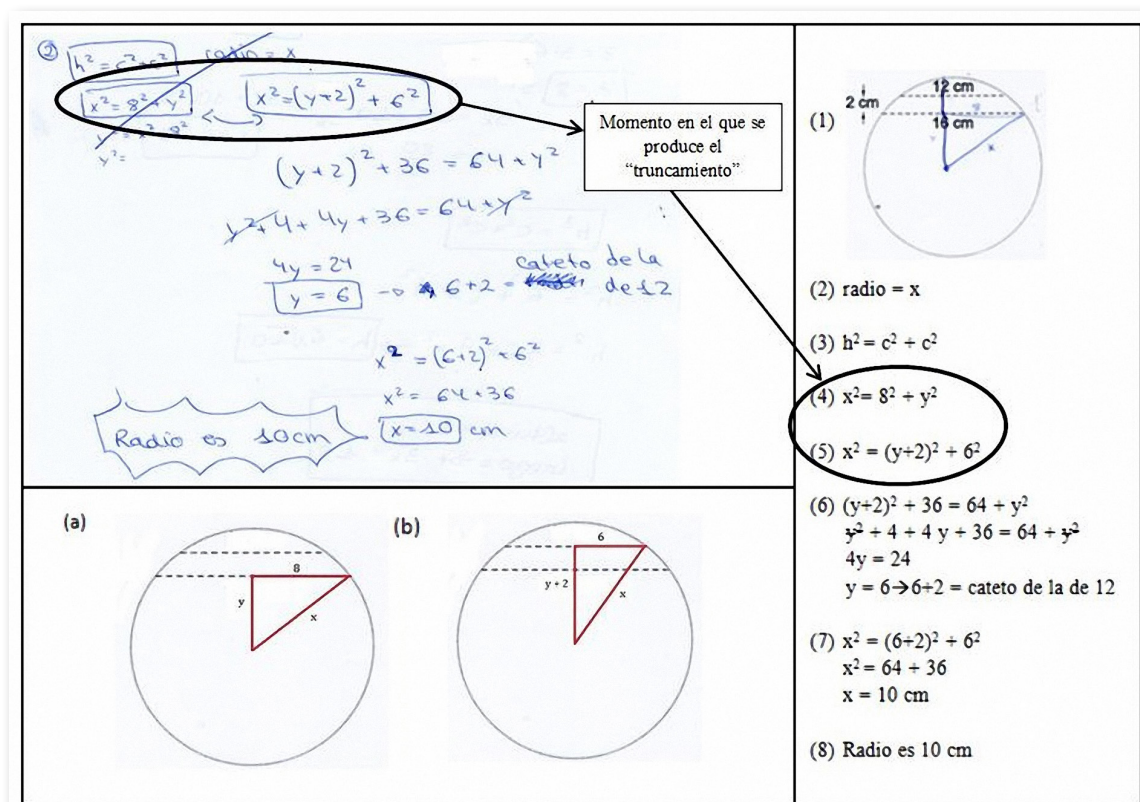 ②
h² = c² + c²
radio = x
x² = 8² + y²
x² = (y+2)² + 6²
y² =
(y+2)² + 36 = 64 + y²
y² + 4 + 4y + 36 = 64 + y²
4y = 24
y = 6 → 6+2 = cateto de la de 12
x² = (6+2)² + 6²
x² = 64 + 36
x = 10 cm
Radio es 10cm
Momento en el que se
produce el
“truncamiento”
(1)
2 cm
12 cm
16 cm
x
(2) radio = x
(3) h² = c² + c²
(4) x² = 8² + y²
(5) x² = (y+2)² + 6²
(6) (y+2)² + 36 = 64 + y²
y² + 4 + 4 y + 36 = 64 + y²
4y = 24
y = 6→6+2 = cateto de la de 12
(7) x² = (6+2)² + 6²
x² = 64 + 36
x = 10 cm
(8) Radio es 10 cm
(a)
8
y
x
(b)
6
y + 2
x